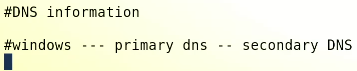 #DNS information
#windows --- primary dns -- secondary DNS